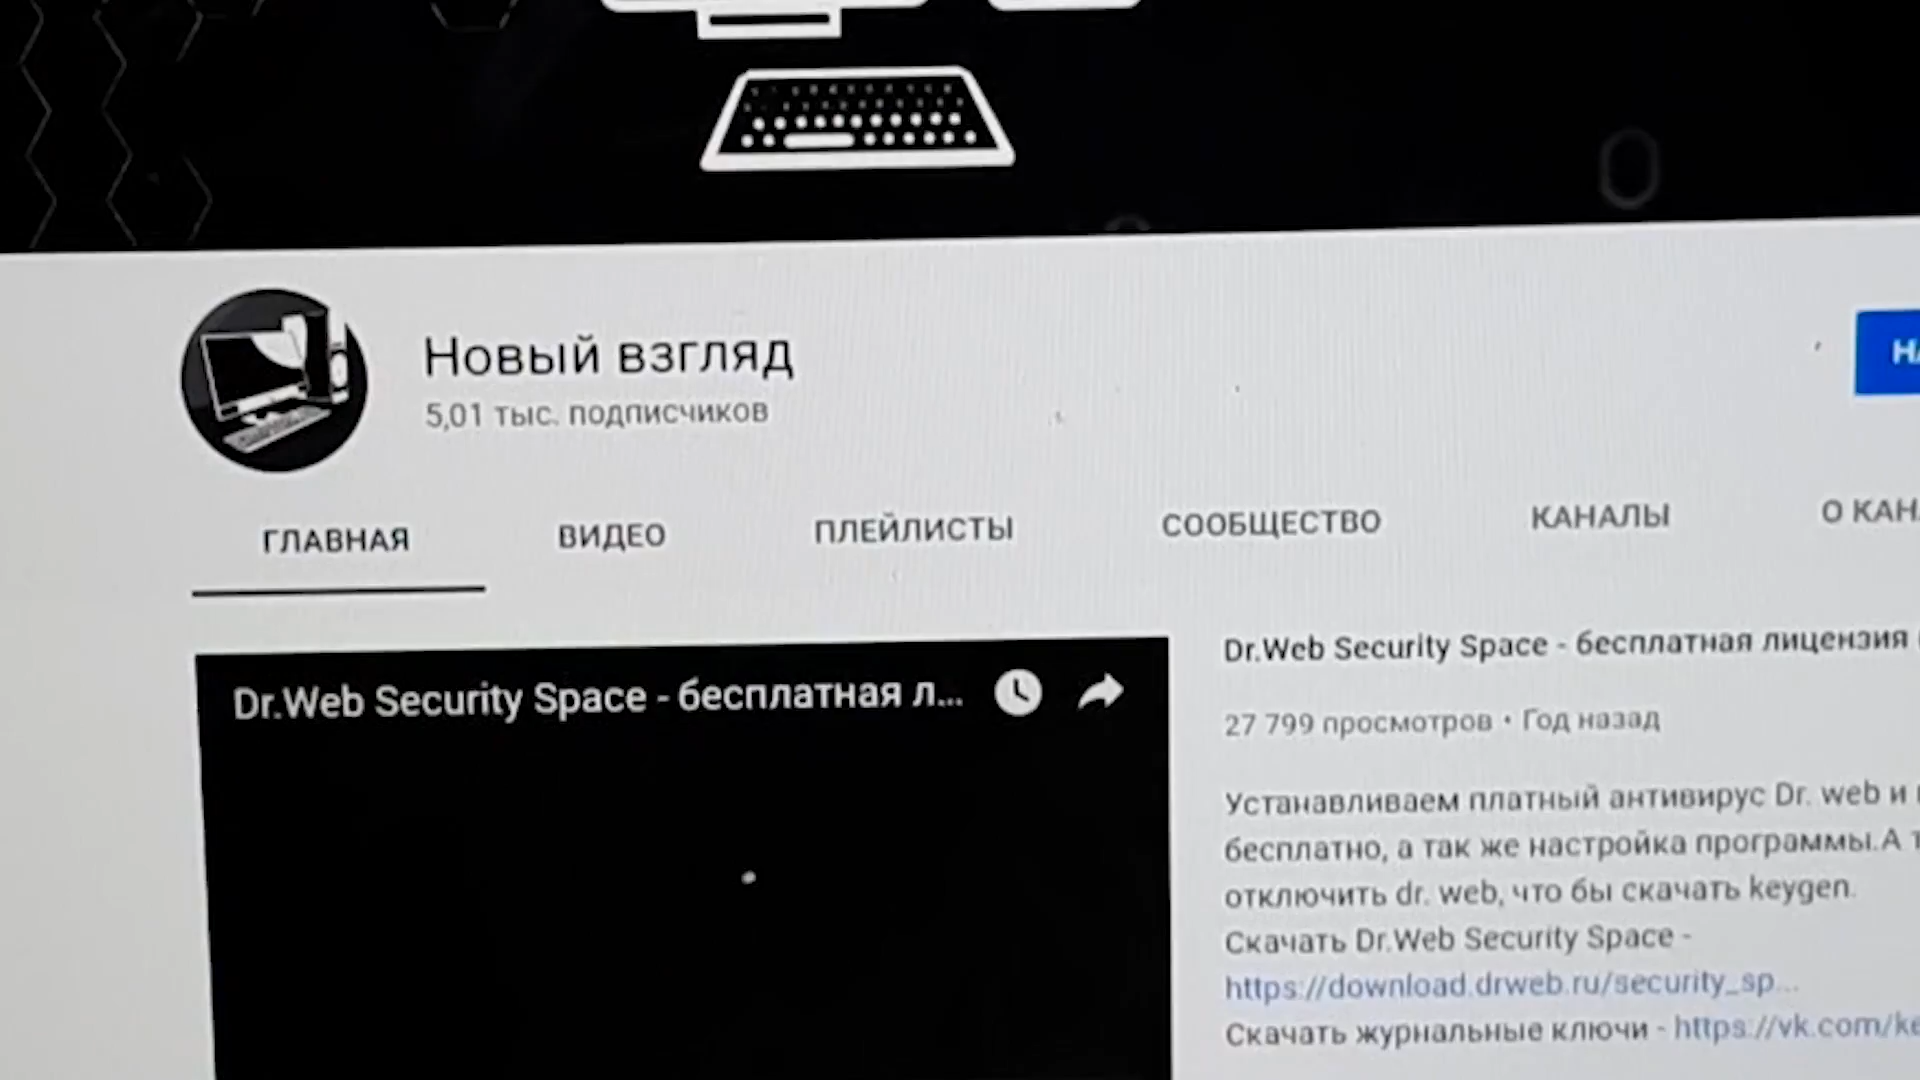 Новый взгляд
5,01 тыс. подписчиков
ГЛАВНАЯ ВИДЕО ПЛЕЙЛИСТЫ СООБЩЕСТВО КАНАЛЫ О
Dr.Web Security Space - бесплатная л...
Dr.Web Security Space - бесплатная лицензия
27 799 просмотров • Год назад
Устанавливаем платный антивирус Dr. web и
бесплатно, а так же настройка программы.А
отключить dr. web, что бы скачать keygen.
Скачать Dr.Web Security Space -
https://download.drweb.ru/security_sp...
Скачать журнальные ключи - https://vk.com/ke